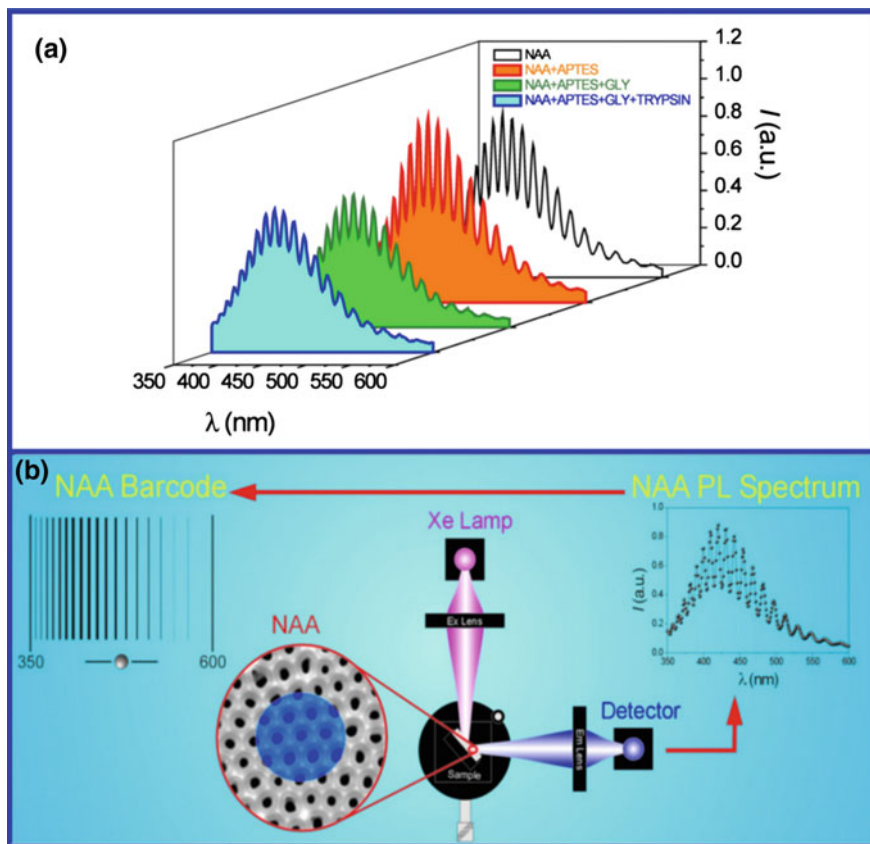 (a)
NAA
NAA+APTES
NAA+APTES+GLY
NAA+APTES+GLY+TRYPSIN
1.2
1.0
0.8
0.6
0.4
0.2
0.0
I (a.u.)
350 400 450 500 550 600
λ (nm)
(b)
NAA Barcode
NAA PL Spectrum
Xe Lamp
Ex Lens
NAA
350
600
1.0
0.8
0.6
0.4
0.2
0.0
I (a.u.)
350 400 450 500 550 600
λ (nm)
Detector
Em Lens
Sample